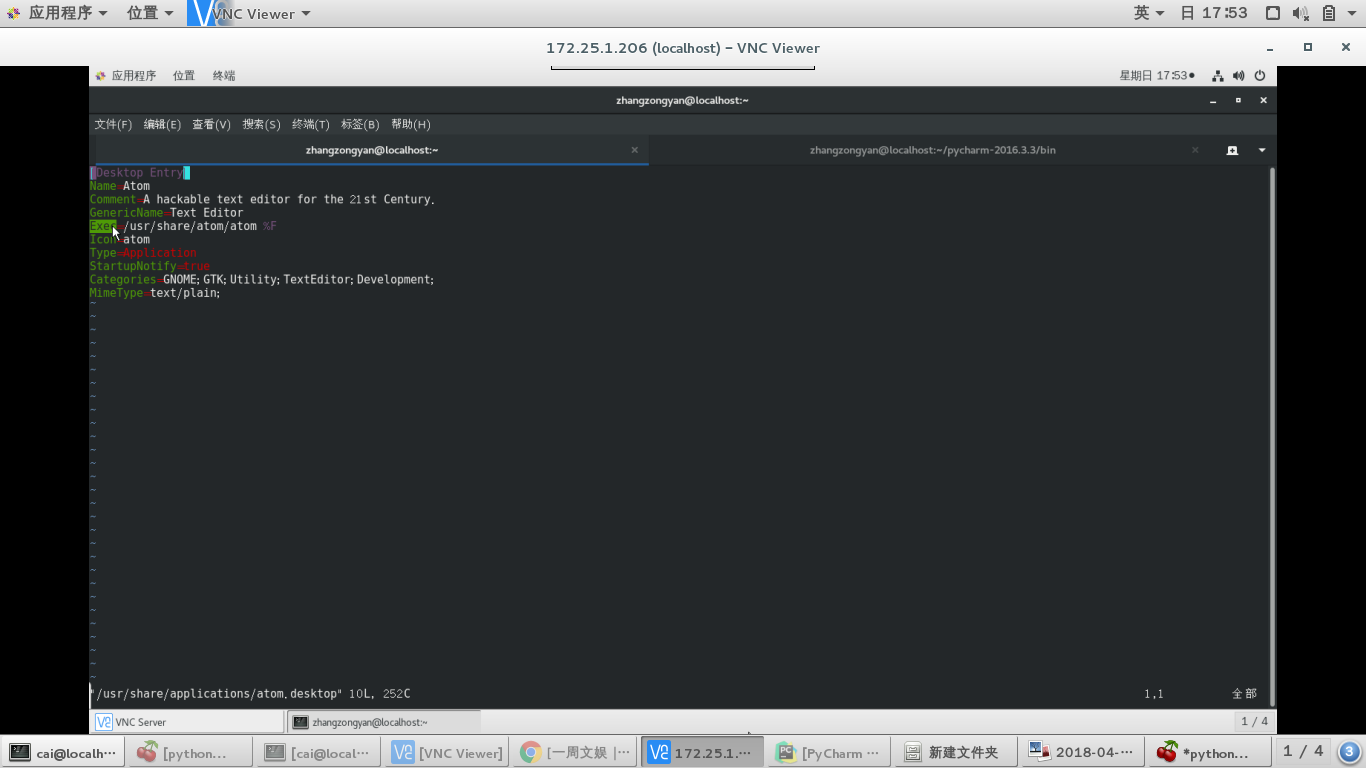 应用程序 位置 VNC Viewer 英 日 17:53
172.25.1.206 (localhost) – VNC Viewer
应用程序 位置 终端 星期日 17:53
zhangzongyan@localhost:~
文件(F) 编辑(E) 查看(V) 搜索(S) 终端(T) 标签(B) 帮助(H)
zhangzongyan@localhost:~ zhangzongyan@localhost:~/pycharm-2016.3.3/bin
[Desktop Entry]
Name=Atom
Comment=A hackable text editor for the 21st Century.
GenericName=Text Editor
Exec=/usr/share/atom/atom %F
Icon=atom
Type=Application
StartupNotify=true
Categories=GNOME;GTK;Utility;TextEditor;Development;
MimeType=text/plain;
"/usr/share/applications/atom.desktop" 10L, 252C 1,1 全部
VNC Server zhangzongyan@localhost:~ 1 / 4
cai@localh··· [python... [cai@local··· [VNC Viewer] [一周文娱 |··· 172.25.1.··· [PyCharm ··· 新建文件夹 2018-04-··· *python... 1 / 4 3